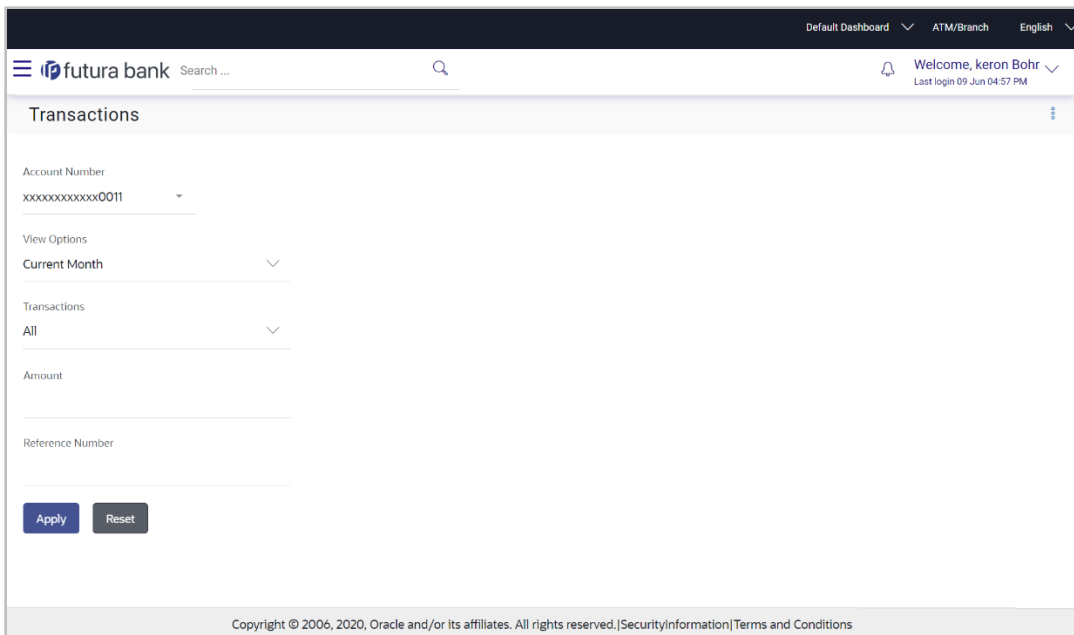 Default Dashboard ATM/Branch English
futura bank Search ... Welcome, keron Bohr
Last login 09 Jun 04:57 PM
Transactions
Account Number
xxxxxxxxxxxx0011
View Options
Current Month
Transactions
All
Amount
Reference Number
Apply Reset
Copyright © 2006, 2020, Oracle and/or its affiliates. All rights reserved.|SecurityInformation|Terms and Conditions